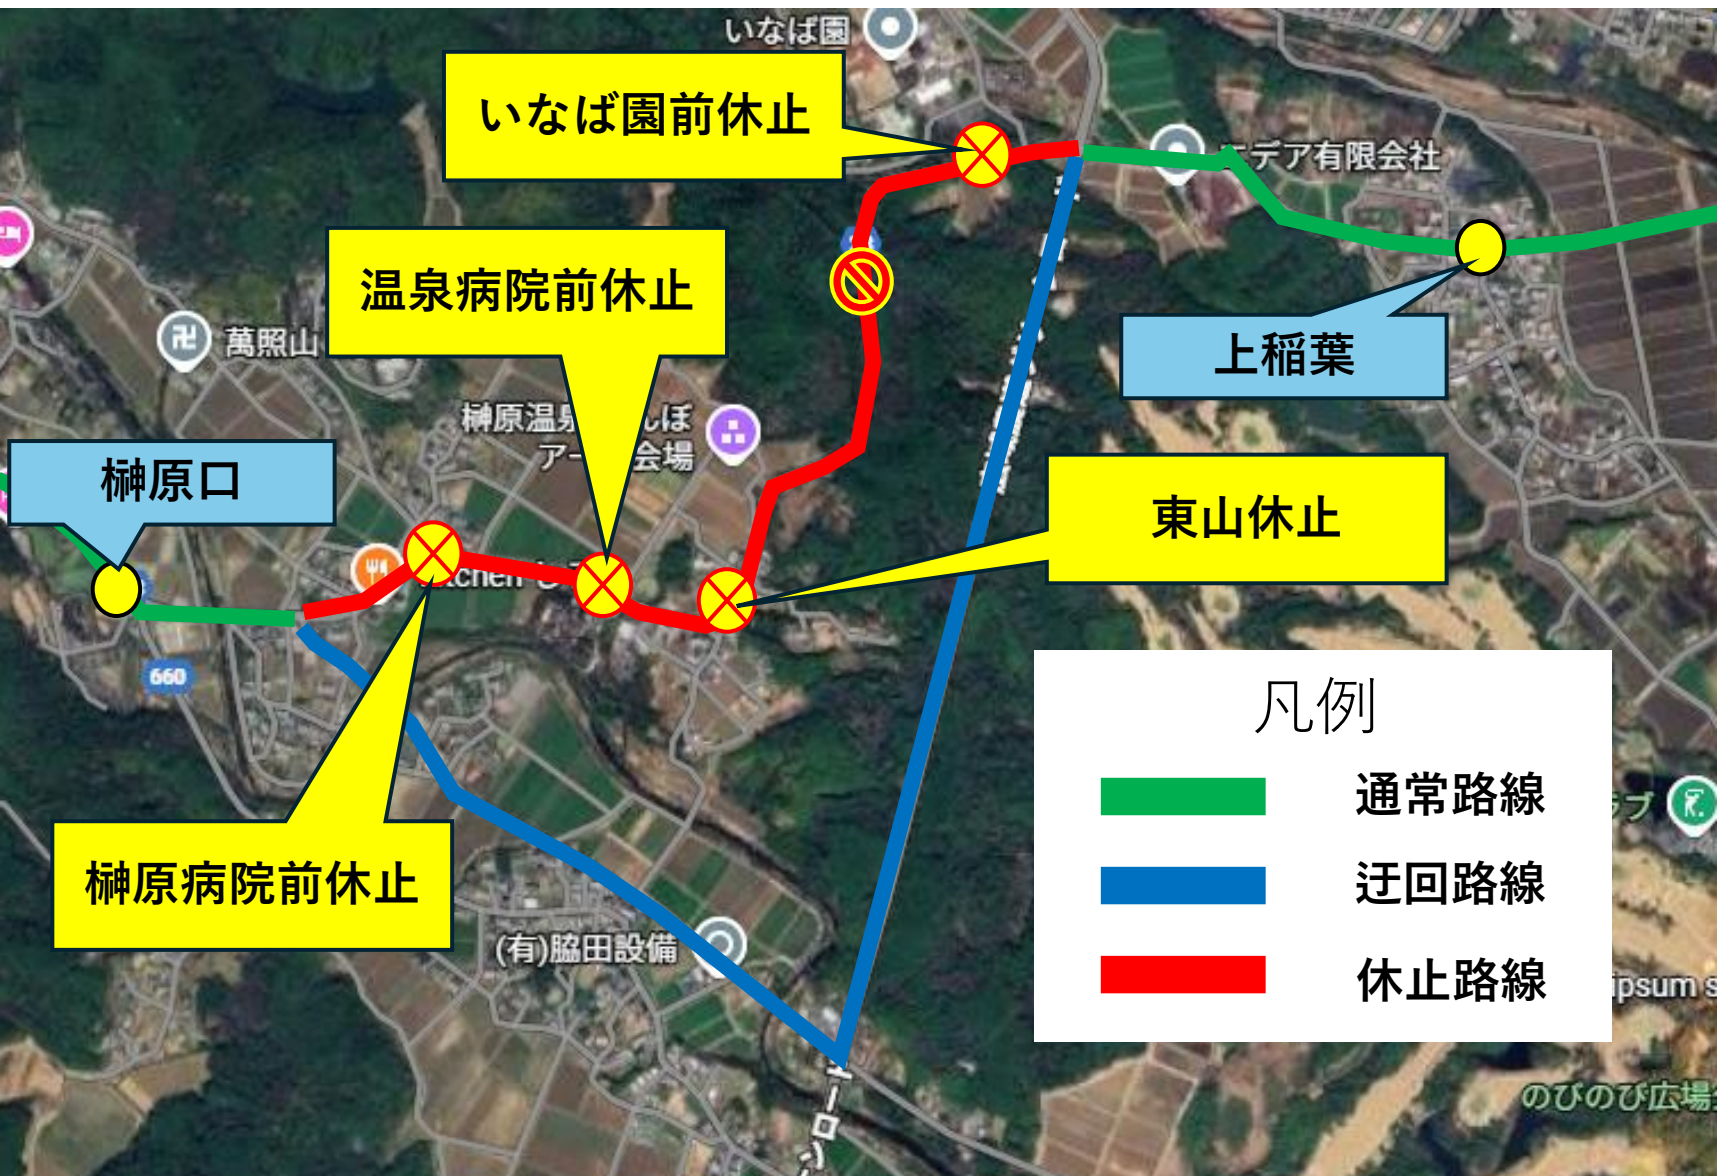 いなば園
いなば園前休止
エデア有限会社
温泉病院前休止
上稲葉
萬照山
榊原温泉
アー
会場
榊原口
東山休止
660
凡例
通常路線
迂回路線
休止路線
榊原病院前休止
(有)脇田設備
ラブ
ipsum s
のびのび広場